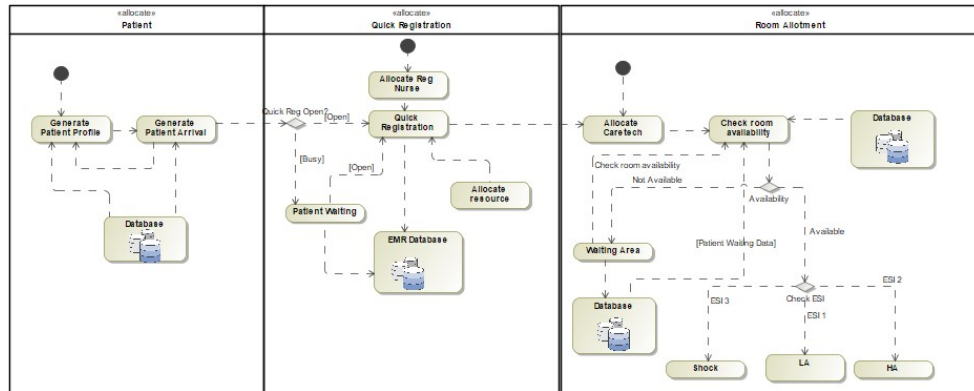 «allocate»
Patient
«allocate»
Quick Registration
«allocate»
Room Allotment
Allocate Reg
Nurse
Generate
Patient Profile
Generate
Patient Arrival
Quick Reg Open?
[Open]
Quick
Registration
Allocate
Caretech
Check room
availability
Database
[Busy]
[Open]
Check room availability
Not Available
Availability
Allocate
resource
Patient Waiting
Database
EMR Database
Waiting Area
[Patient Waiting Data]
Available
Database
Check ESI
ESI 3
ESI 1
ESI 2
Shock
LA
HA